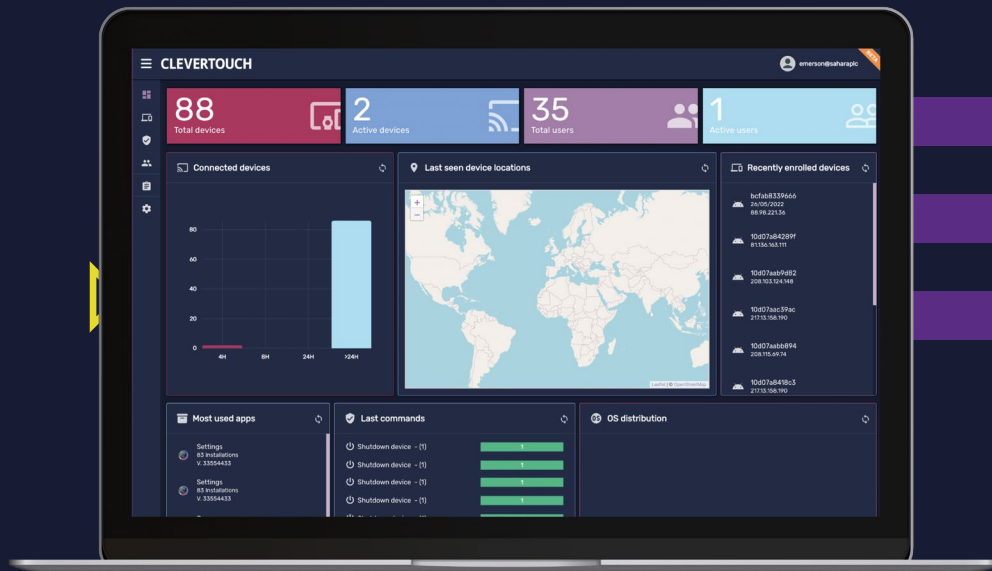 CLEVERTOUCH
emerson@saharaplc
BETA
88
Total devices
2
Active devices
35
Total users
1
Active users
Connected devices
80
60
40
20
0
4H
8H
24H
>24H
Last seen device locations
+
−
Leaflet | © OpenStreetMap
Recently enrolled devices
bcfab8339666
26/05/2022
88.98.221.36
10d07a84289f
81.136.163.111
10d07aab9d82
208.103.124.148
10d07aac39ac
217.13.158.190
10d07aabb894
208.115.69.74
10d07a8418c3
217.13.158.190
Most used apps
Settings
83 Installations
V. 33554433
Settings
83 Installations
V. 33554433
Last commands
Shutdown device - (1)
1
Shutdown device - (1)
1
Shutdown device - (1)
1
Shutdown device - (1)
1
OS
OS distribution